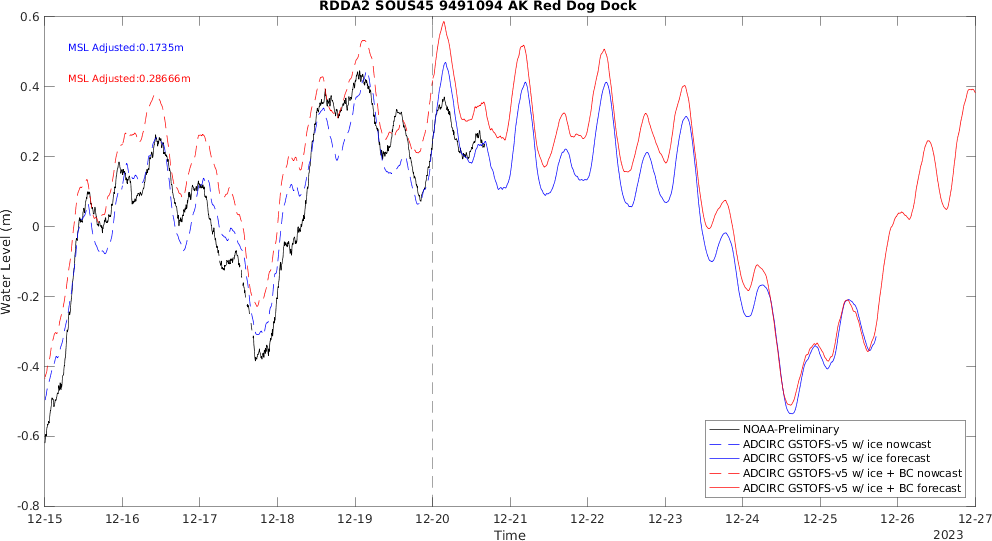 RDDA2 SOUS45 9491094 AK Red Dog Dock
MSL Adjusted:0.1735m
MSL Adjusted:0.28666m
Water Level (m)
0.6
0.4
0.2
0
-0.2
-0.4
-0.6
-0.8
NOAA-Preliminary
ADCIRC GSTOFS-v5 w/ ice nowcast
ADCIRC GSTOFS-v5 w/ ice forecast
ADCIRC GSTOFS-v5 w/ ice + BC nowcast
ADCIRC GSTOFS-v5 w/ ice + BC forecast
12-15 12-16 12-17 12-18 12-19 12-20 12-21 12-22 12-23 12-24 12-25 12-26 12-27
Time
2023